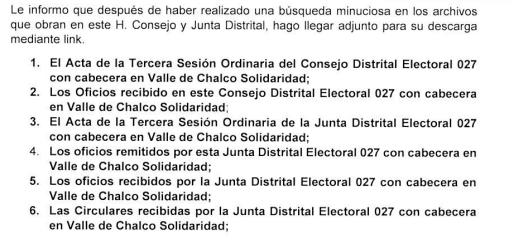 Le informo que después de haber realizado una búsqueda minuciosa en los archivos
que obran en este H. Consejo y Junta Distrital, hago llegar adjunto para su descarga
mediante link.
1. El Acta de la Tercera Sesión Ordinaria del Consejo Distrital Electoral 027
con cabecera en Valle de Chalco Solidaridad;
2. Los Oficios recibido en este Consejo Distrital Electoral 027 con cabecera
en Valle de Chalco Solidaridad;
3. El Acta de la Tercera Sesión Ordinaria de la Junta Distrital Electoral 027
con cabecera en Valle de Chalco Solidaridad;
4. Los oficios remitidos por esta Junta Distrital Electoral 027 con cabecera en
Valle de Chalco Solidaridad;
5. Los oficios recibidos por la Junta Distrital Electoral 027 con cabecera en
Valle de Chalco Solidaridad;
6. Las Circulares recibidas por la Junta Distrital Electoral 027 con cabecera
en Valle de Chalco Solidaridad;